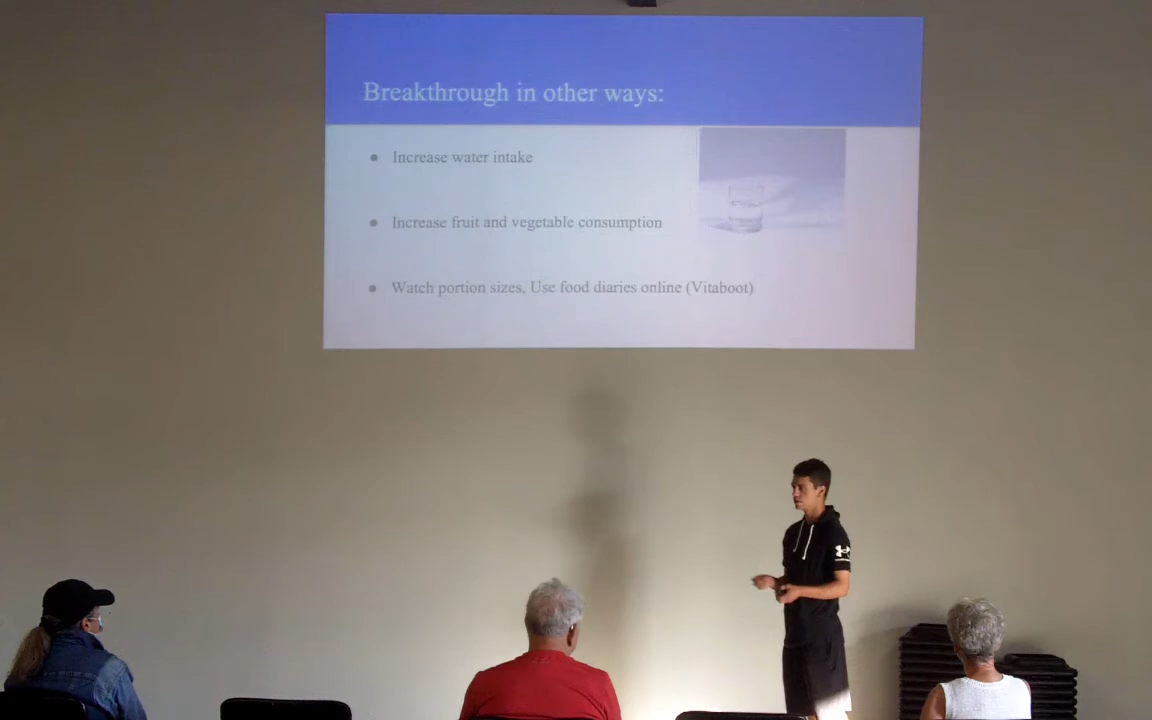 Breakthrough in other ways:
● Increase water intake
● Increase fruit and vegetable consumption
● Watch portion sizes, Use food diaries online (Vitaboot)